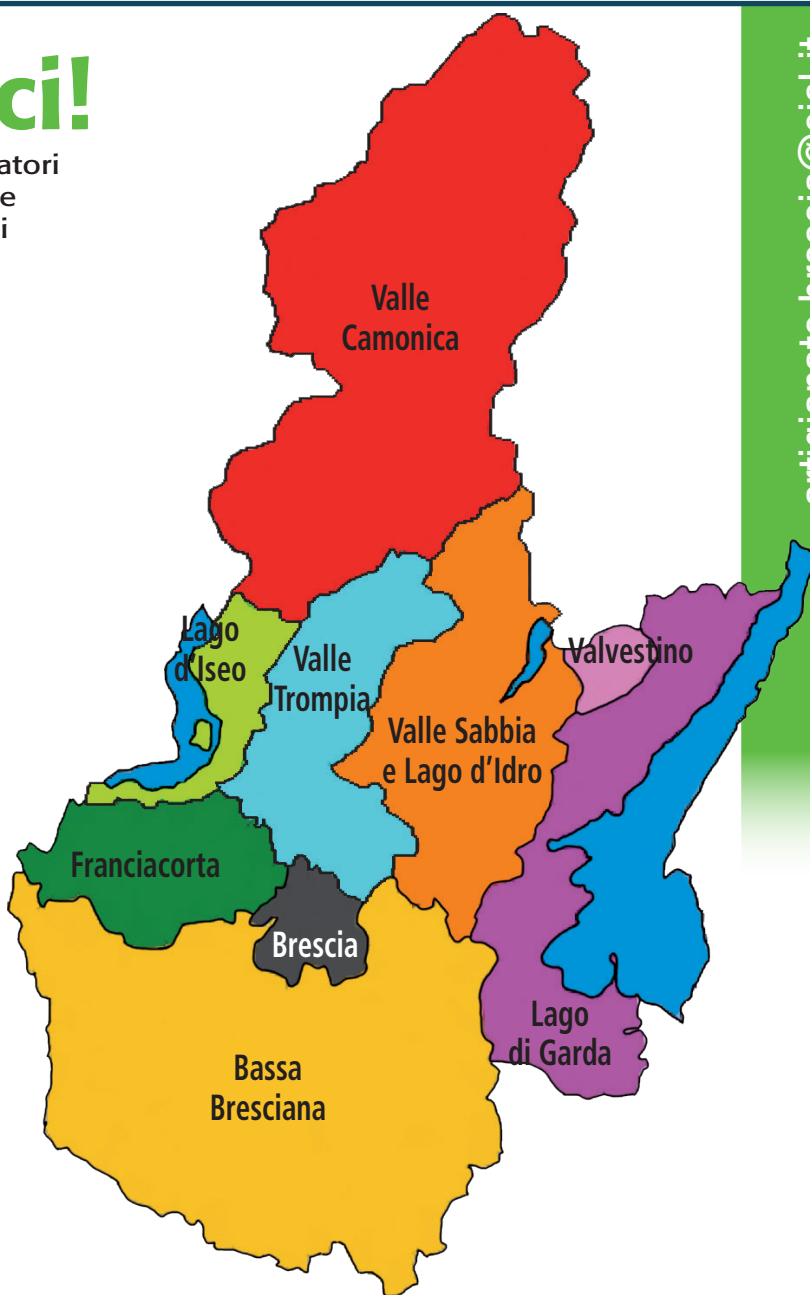 ci!
atori
e
i
Valle
Camonica
Lago
d'Iseo
Valle
Trompia
Valvestino
Valle Sabbia
e Lago d'Idro
Franciacorta
Brescia
Lago
di Garda
Bassa
Bresciana